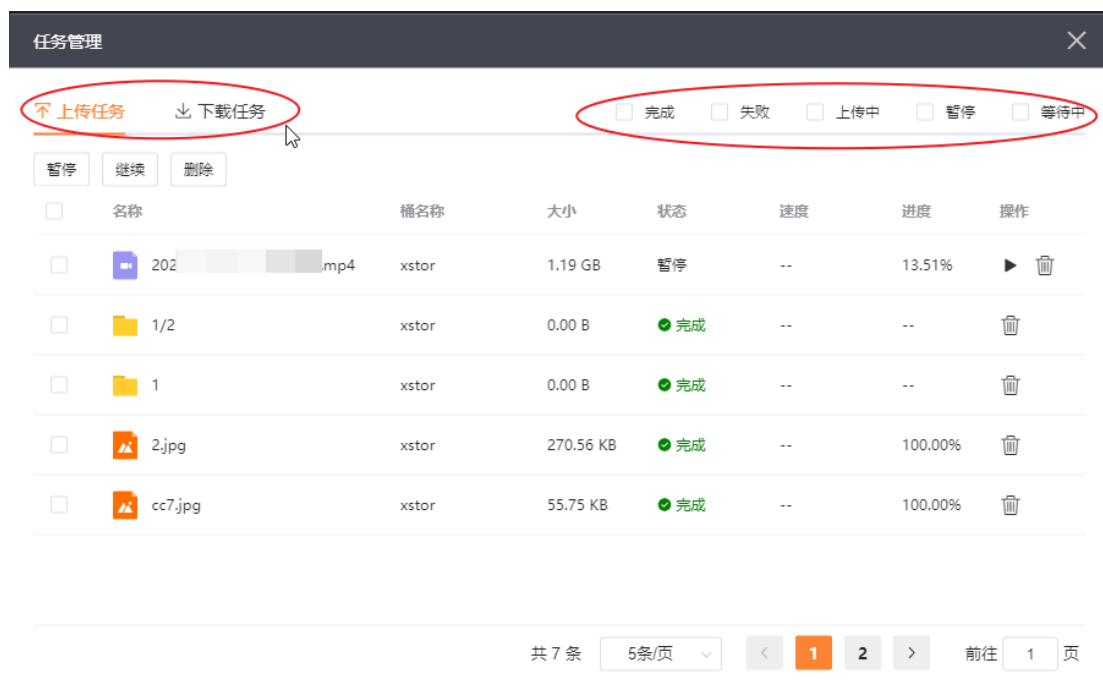 任务管理
上传任务 下载任务 完成 失败 上传中 暂停 等待中
暂停 继续 删除
名称 桶名称 大小 状态 速度 进度 操作
202 .mp4 xstor 1.19 GB 暂停 -- 13.51%
1/2 xstor 0.00 B 完成 -- --
1 xstor 0.00 B 完成 -- --
2.jpg xstor 270.56 KB 完成 -- 100.00%
cc7.jpg xstor 55.75 KB 完成 -- 100.00%
共 7 条 5条/页 < 1 2 > 前往 1 页